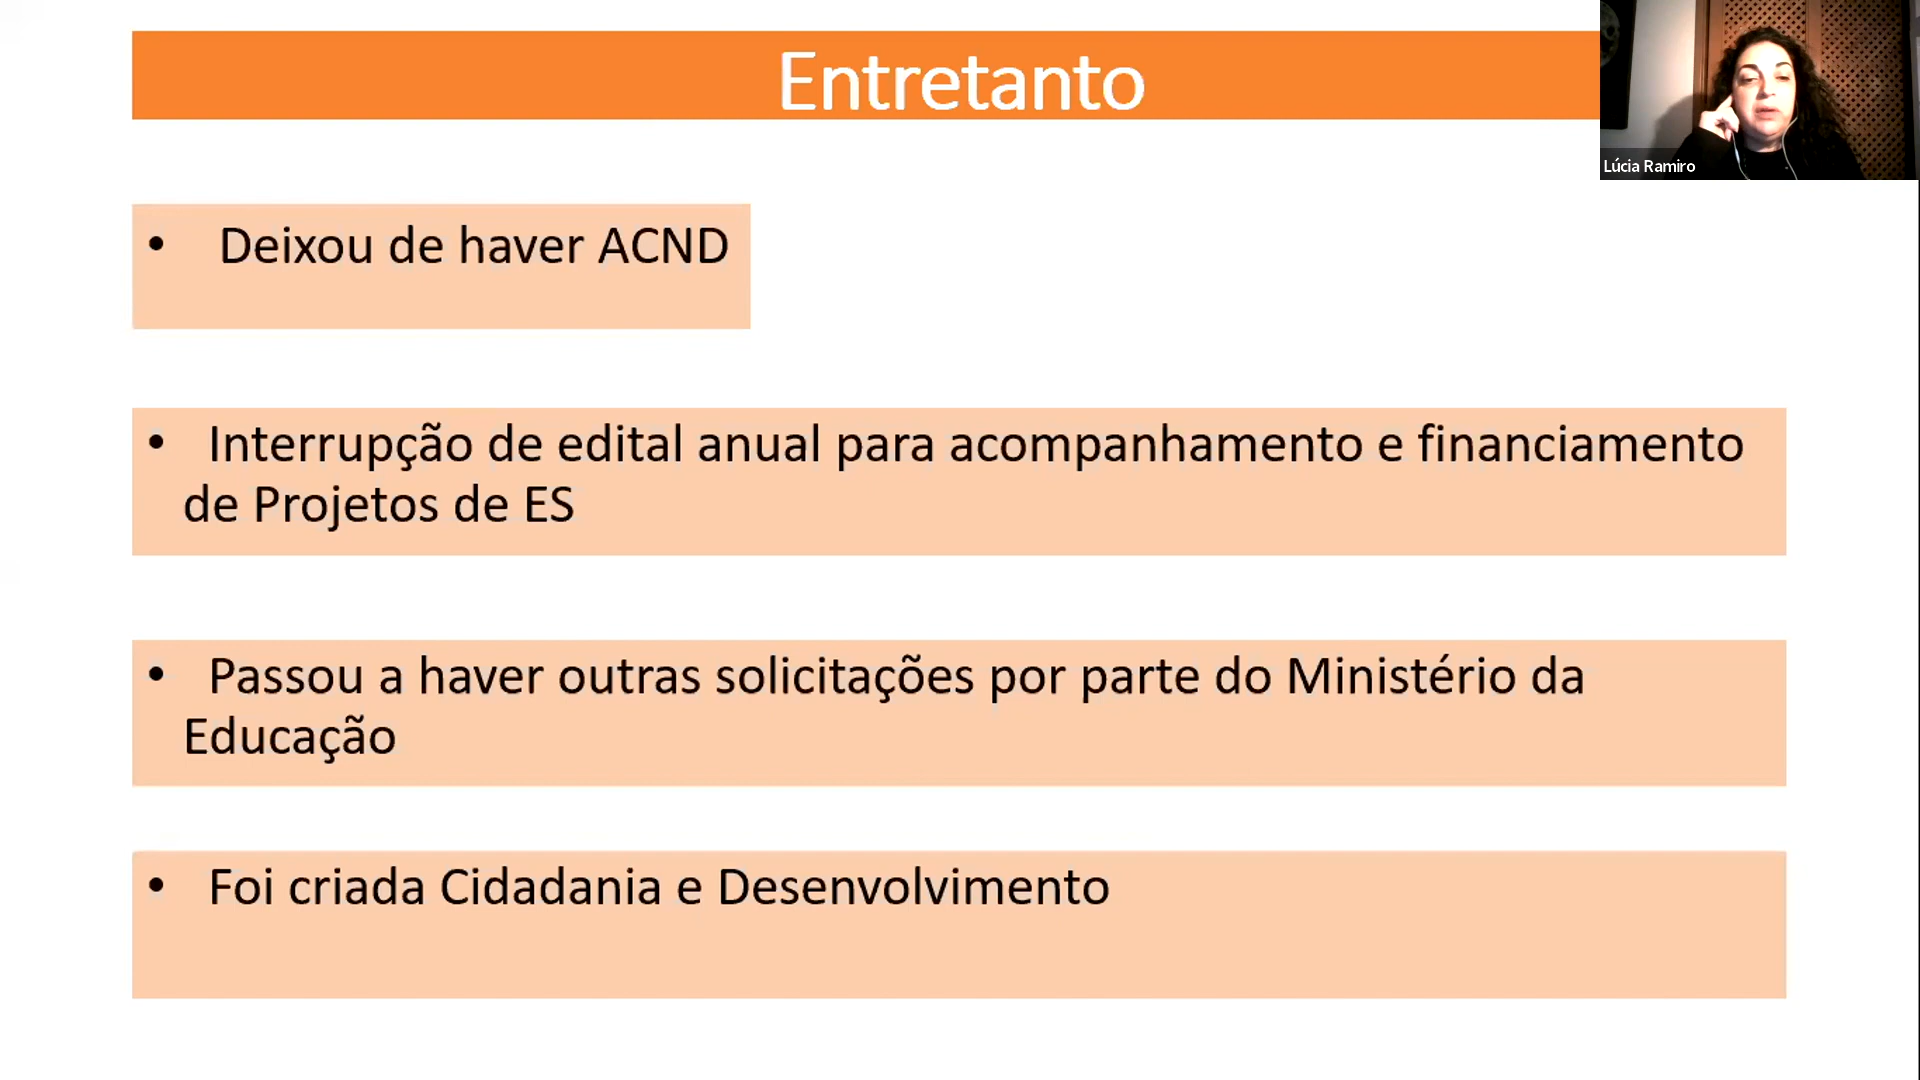 Entretanto
Lúcia Ramiro
• Deixou de haver ACND
• Interrupção de edital anual para acompanhamento e financiamento
de Projetos de ES
• Passou a haver outras solicitações por parte do Ministério da
Educação
• Foi criada Cidadania e Desenvolvimento